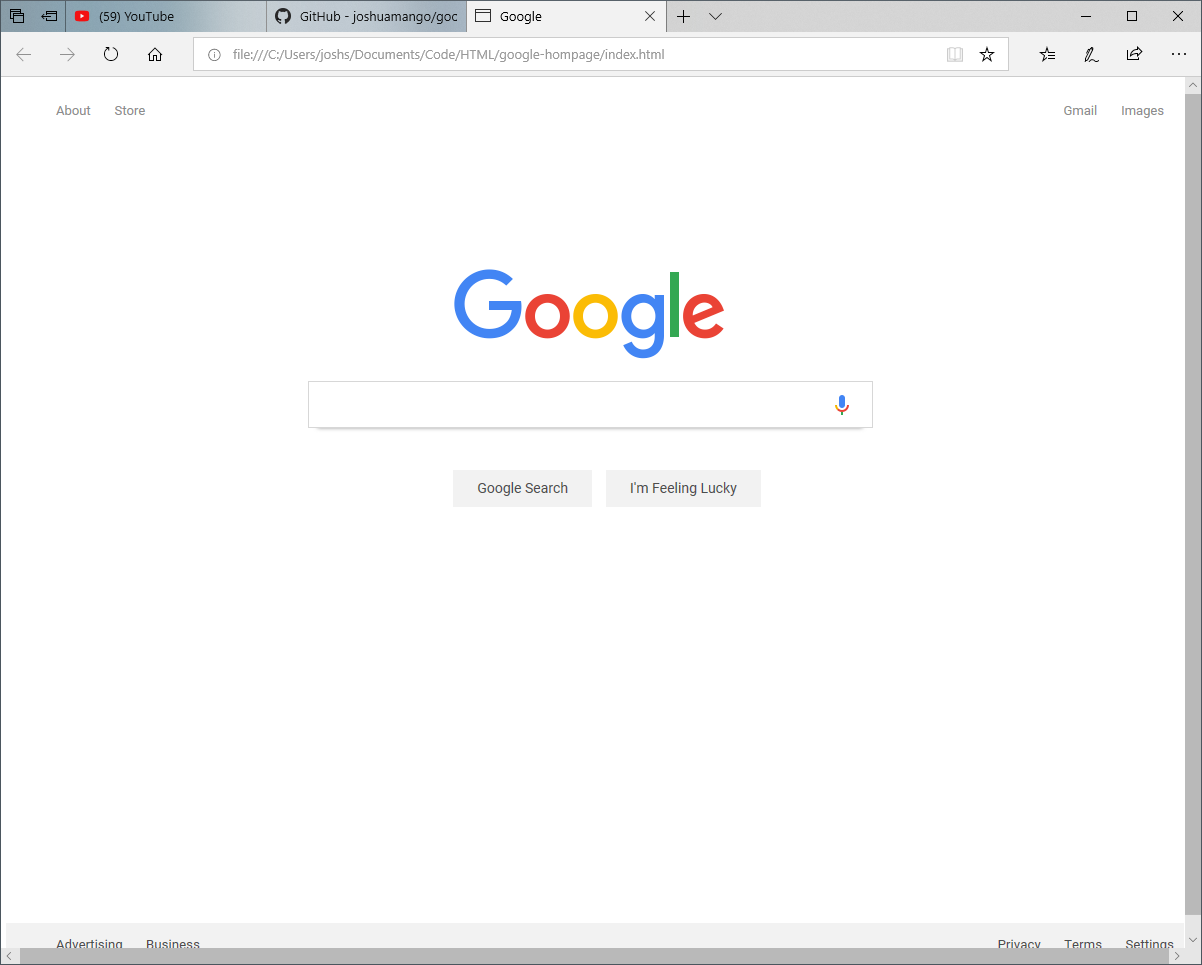 (59) YouTube
GitHub - joshuamango/goc
Google
file:///C:/Users/joshs/Documents/Code/HTML/google-hompage/index.html
About Store Gmail Images
Google
Google Search I'm Feeling Lucky
Advertising Business Privacy Terms Settings